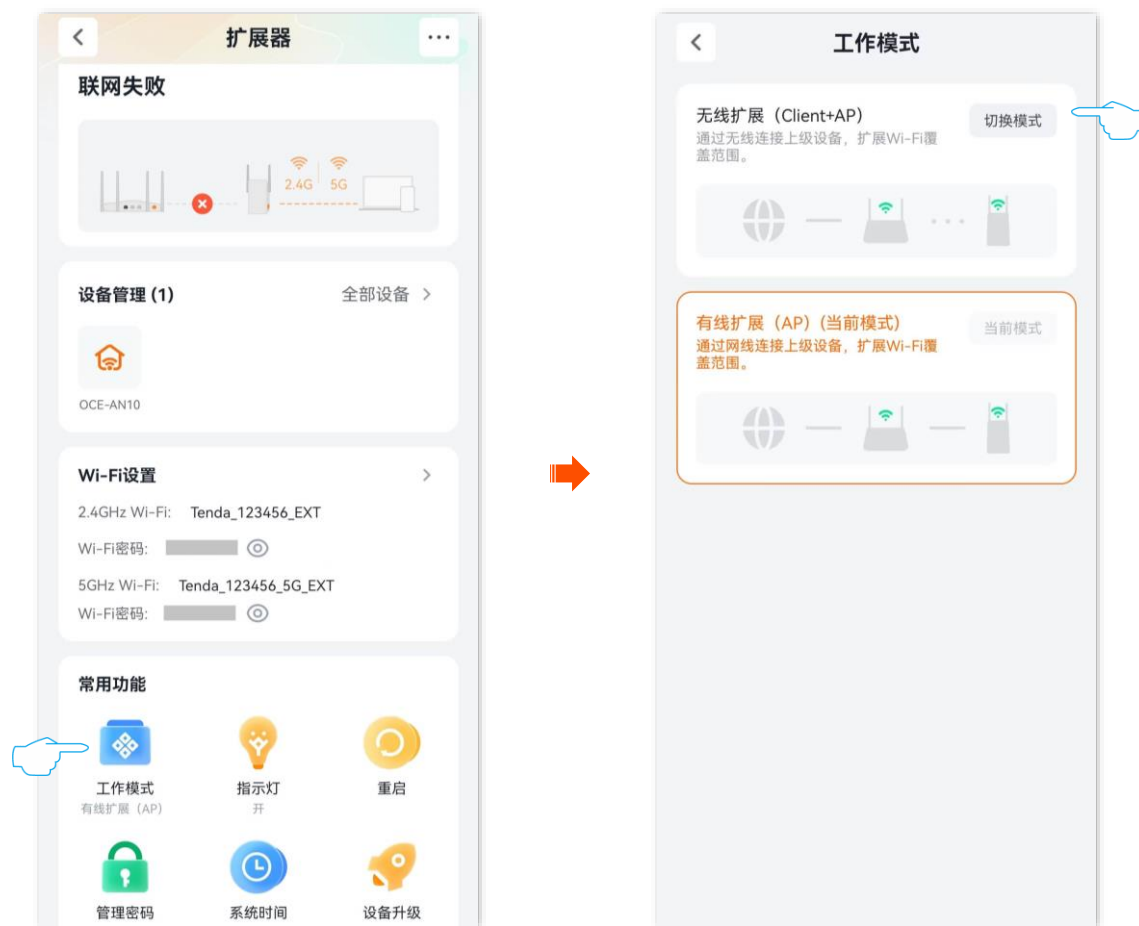 扩展器
联网失败
2.4G 5G
设备管理 (1) 全部设备
OCE-AN10
Wi-Fi设置
2.4GHz Wi-Fi: Tenda_123456_EXT
Wi-Fi密码:
5GHz Wi-Fi: Tenda_123456_5G_EXT
Wi-Fi密码:
常用功能
工作模式 指示灯 重启
有线扩展（AP） 开
管理密码 系统时间 设备升级
工作模式
无线扩展（Client+AP） 切换模式
通过无线连接上级设备，扩展Wi-Fi覆
盖范围。
有线扩展（AP）(当前模式) 当前模式
通过网线连接上级设备，扩展Wi-Fi覆
盖范围。